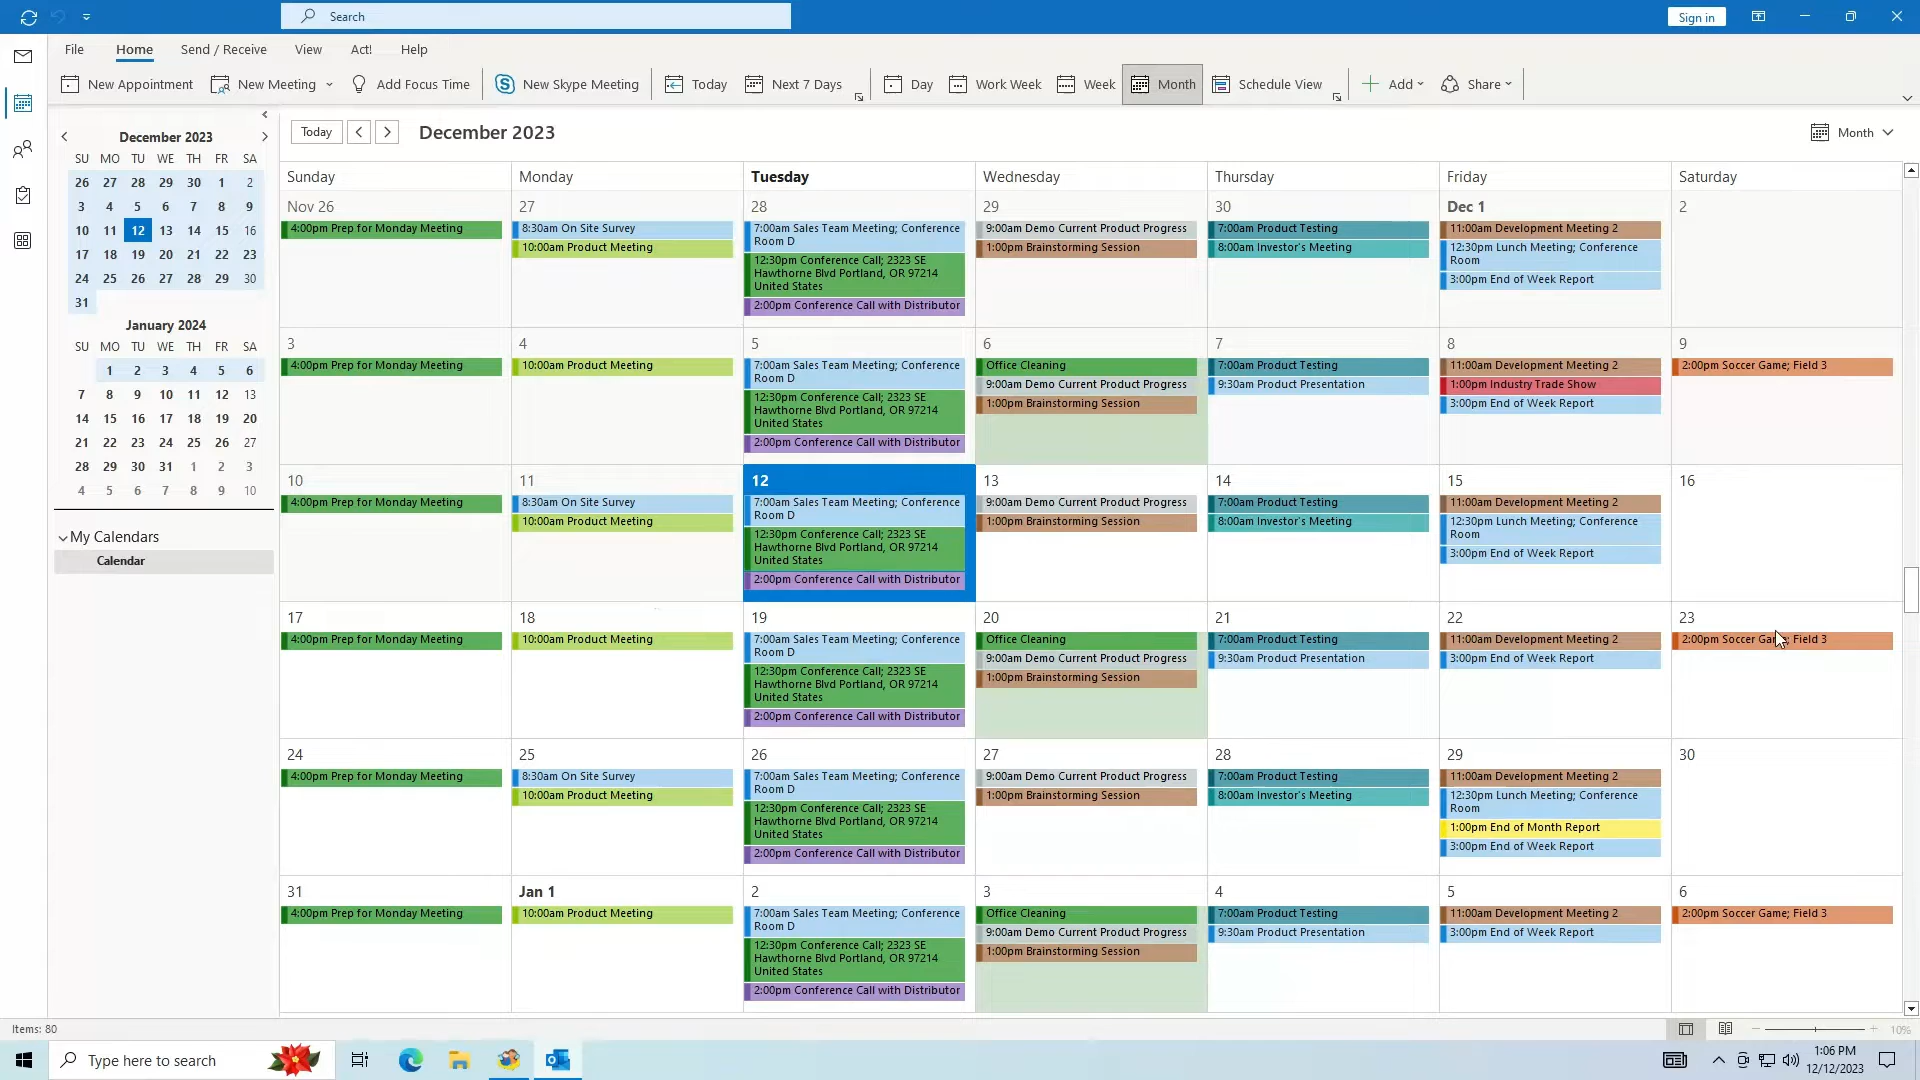 Search
Sign in
File Home Send / Receive View Act! Help
New Appointment New Meeting Add Focus Time New Skype Meeting Today Next 7 Days Day Work Week Week Month Schedule View Add Share
December 2023
SU MO TU WE TH FR SA
26 27 28 29 30 1 2
3 4 5 6 7 8 9
10 11 12 13 14 15 16
17 18 19 20 21 22 23
24 25 26 27 28 29 30
31
January 2024
SU MO TU WE TH FR SA
1 2 3 4 5 6
7 8 9 10 11 12 13
14 15 16 17 18 19 20
21 22 23 24 25 26 27
28 29 30 31 1 2 3
4 5 6 7 8 9 10
My Calendars
Calendar
Today December 2023 Month
Sunday Monday Tuesday Wednesday Thursday Friday Saturday
Nov 26
4:00pm Prep for Monday Meeting
27
8:30am On Site Survey
10:00am Product Meeting
28
7:00am Sales Team Meeting; Conference
Room D
12:30pm Conference Call; 2323 SE
Hawthorne Blvd Portland, OR 97214
United States
2:00pm Conference Call with Distributor
29
9:00am Demo Current Product Progress
1:00pm Brainstorming Session
30
7:00am Product Testing
8:00am Investor's Meeting
Dec 1
11:00am Development Meeting 2
12:30pm Lunch Meeting; Conference
Room
3:00pm End of Week Report
2
3
4:00pm Prep for Monday Meeting
4
10:00am Product Meeting
5
7:00am Sales Team Meeting; Conference
Room D
12:30pm Conference Call; 2323 SE
Hawthorne Blvd Portland, OR 97214
United States
2:00pm Conference Call with Distributor
6
Office Cleaning
9:00am Demo Current Product Progress
1:00pm Brainstorming Session
7
7:00am Product Testing
9:30am Product Presentation
8
11:00am Development Meeting 2
1:00pm Industry Trade Show
3:00pm End of Week Report
9
2:00pm Soccer Game; Field 3
10
4:00pm Prep for Monday Meeting
11
8:30am On Site Survey
10:00am Product Meeting
12
7:00am Sales Team Meeting; Conference
Room D
12:30pm Conference Call; 2323 SE
Hawthorne Blvd Portland, OR 97214
United States
2:00pm Conference Call with Distributor
13
9:00am Demo Current Product Progress
1:00pm Brainstorming Session
14
7:00am Product Testing
8:00am Investor's Meeting
15
11:00am Development Meeting 2
12:30pm Lunch Meeting; Conference
Room
3:00pm End of Week Report
16
17
4:00pm Prep for Monday Meeting
18
10:00am Product Meeting
19
7:00am Sales Team Meeting; Conference
Room D
12:30pm Conference Call; 2323 SE
Hawthorne Blvd Portland, OR 97214
United States
2:00pm Conference Call with Distributor
20
Office Cleaning
9:00am Demo Current Product Progress
1:00pm Brainstorming Session
21
7:00am Product Testing
9:30am Product Presentation
22
11:00am Development Meeting 2
3:00pm End of Week Report
23
2:00pm Soccer Game; Field 3
24
4:00pm Prep for Monday Meeting
25
8:30am On Site Survey
10:00am Product Meeting
26
7:00am Sales Team Meeting; Conference
Room D
12:30pm Conference Call; 2323 SE
Hawthorne Blvd Portland, OR 97214
United States
2:00pm Conference Call with Distributor
27
9:00am Demo Current Product Progress
1:00pm Brainstorming Session
28
7:00am Product Testing
8:00am Investor's Meeting
29
11:00am Development Meeting 2
12:30pm Lunch Meeting; Conference
Room
1:00pm End of Month Report
3:00pm End of Week Report
30
31
4:00pm Prep for Monday Meeting
Jan 1
10:00am Product Meeting
2
7:00am Sales Team Meeting; Conference
Room D
12:30pm Conference Call; 2323 SE
Hawthorne Blvd Portland, OR 97214
United States
2:00pm Conference Call with Distributor
3
Office Cleaning
9:00am Demo Current Product Progress
1:00pm Brainstorming Session
4
7:00am Product Testing
9:30am Product Presentation
5
11:00am Development Meeting 2
3:00pm End of Week Report
6
2:00pm Soccer Game; Field 3
Items: 80
10%
Type here to search
1:06 PM
12/12/2023